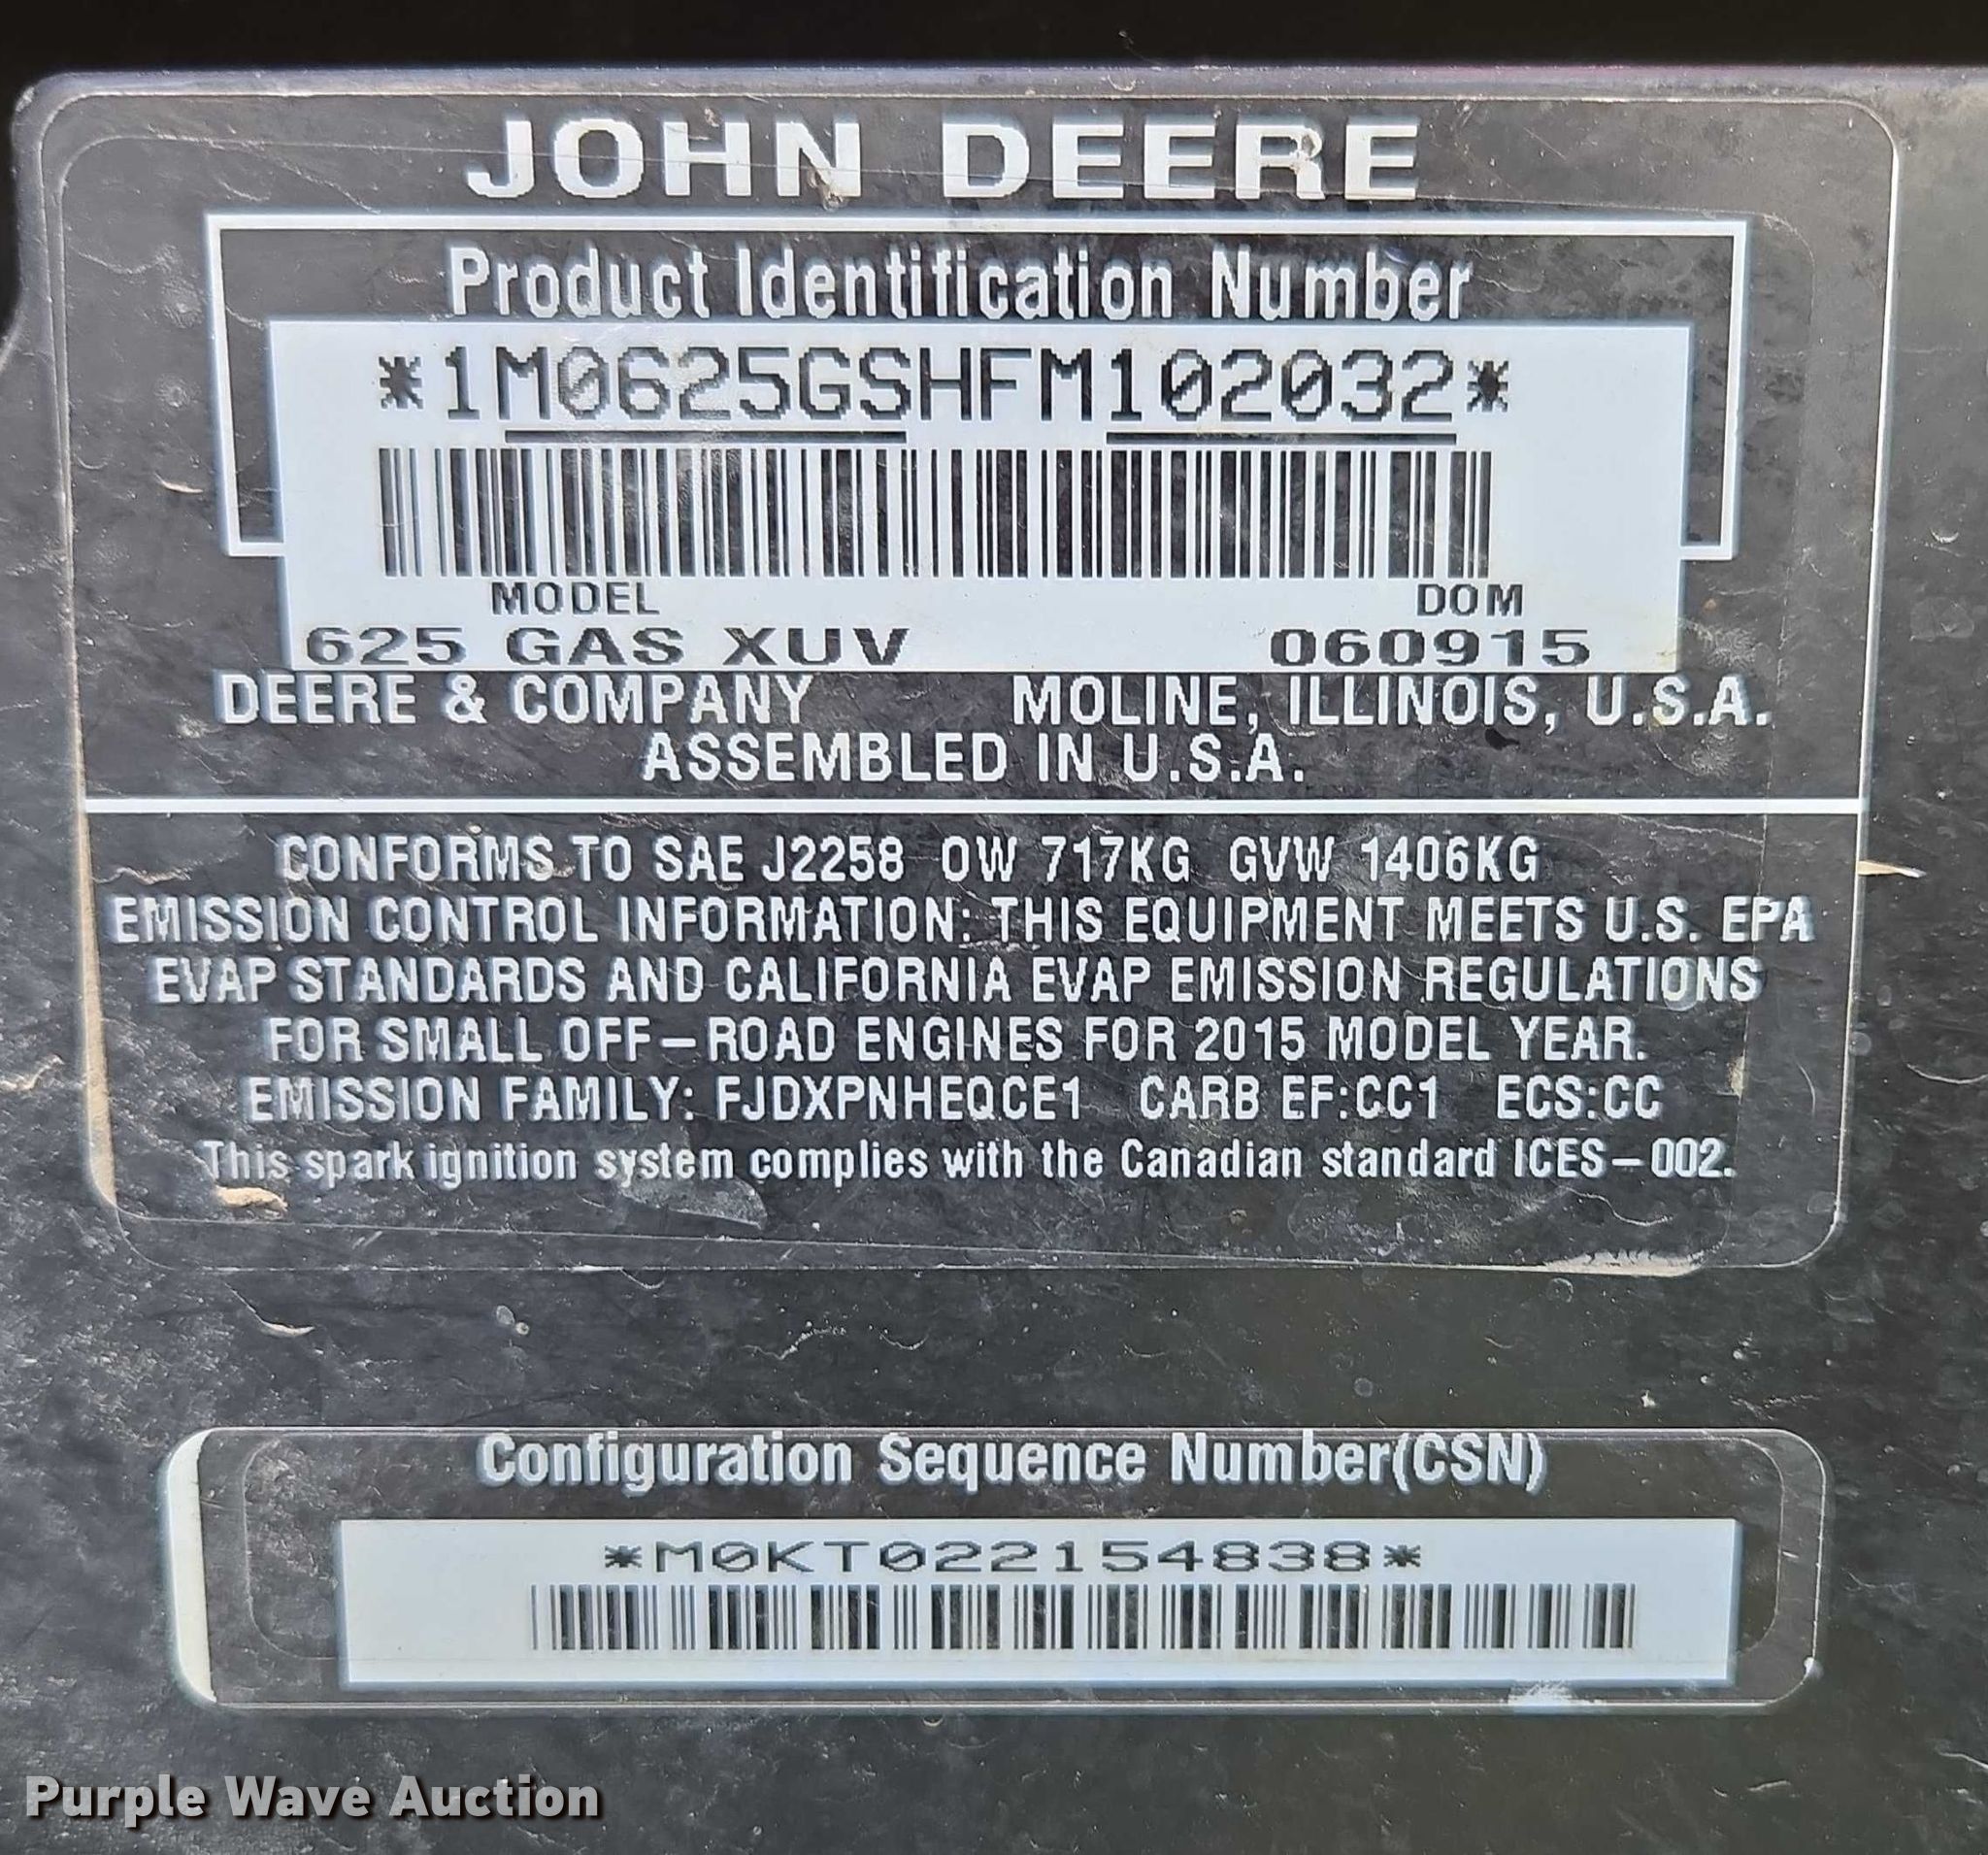 JOHN DEERE
Product Identification Number
*1M0625GSHFM102032*
MODEL DOM
625 GAS XUV 060915
DEERE & COMPANY MOLINE, ILLINOIS, U.S.A.
ASSEMBLED IN U.S.A.
CONFORMS TO SAE J2258 OW 717KG GVW 1406KG
EMISSION CONTROL INFORMATION: THIS EQUIPMENT MEETS U.S. EPA
EVAP STANDARDS AND CALIFORNIA EVAP EMISSION REGULATIONS
FOR SMALL OFF-ROAD ENGINES FOR 2015 MODEL YEAR.
EMISSION FAMILY: FJDXPNHEQCE1 CARB EF:CC1 ECS:CC
This spark ignition system complies with the Canadian standard ICES-002.
Configuration Sequence Number(CSN)
*M0KT022154838*
Purple Wave Auction